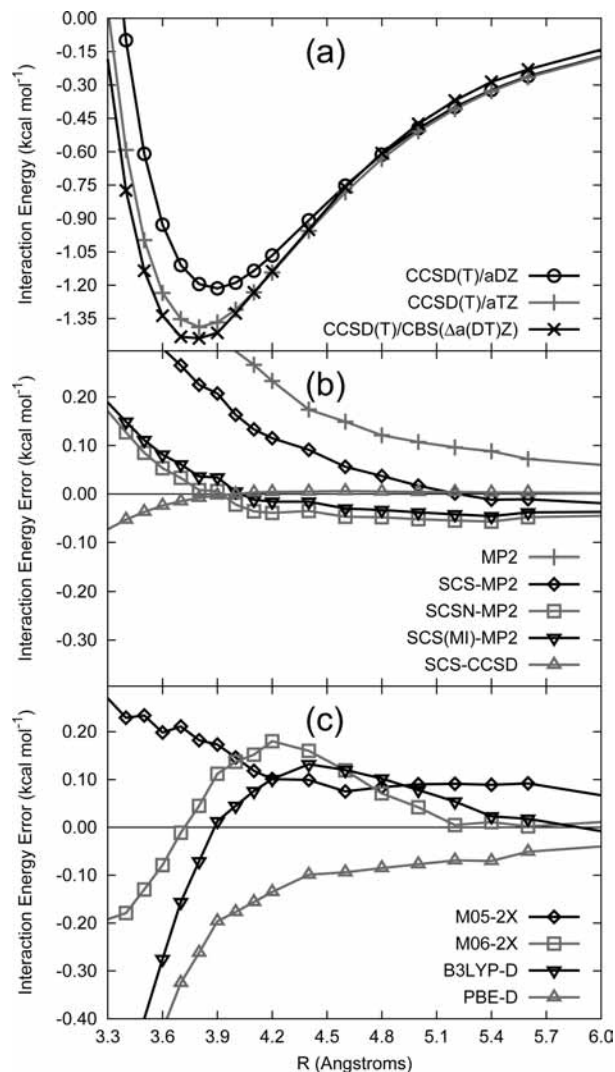 (a)
Interaction Energy (kcal mol⁻¹)
0.00
-0.15
-0.30
-0.45
-0.60
-0.75
-0.90
-1.05
-1.20
-1.35
CCSD(T)/aDZ
CCSD(T)/aTZ
CCSD(T)/CBS(Δa(DT)Z)
(b)
Interaction Energy Error (kcal mol⁻¹)
0.20
0.10
0.00
-0.10
-0.20
-0.30
MP2
SCS-MP2
SCSN-MP2
SCS(MI)-MP2
SCS-CCSD
(c)
Interaction Energy Error (kcal mol⁻¹)
0.20
0.10
0.00
-0.10
-0.20
-0.30
-0.40
M05-2X
M06-2X
B3LYP-D
PBE-D
3.3 3.6 3.9 4.2 4.5 4.8 5.1 5.4 5.7 6.0
R (Angstroms)